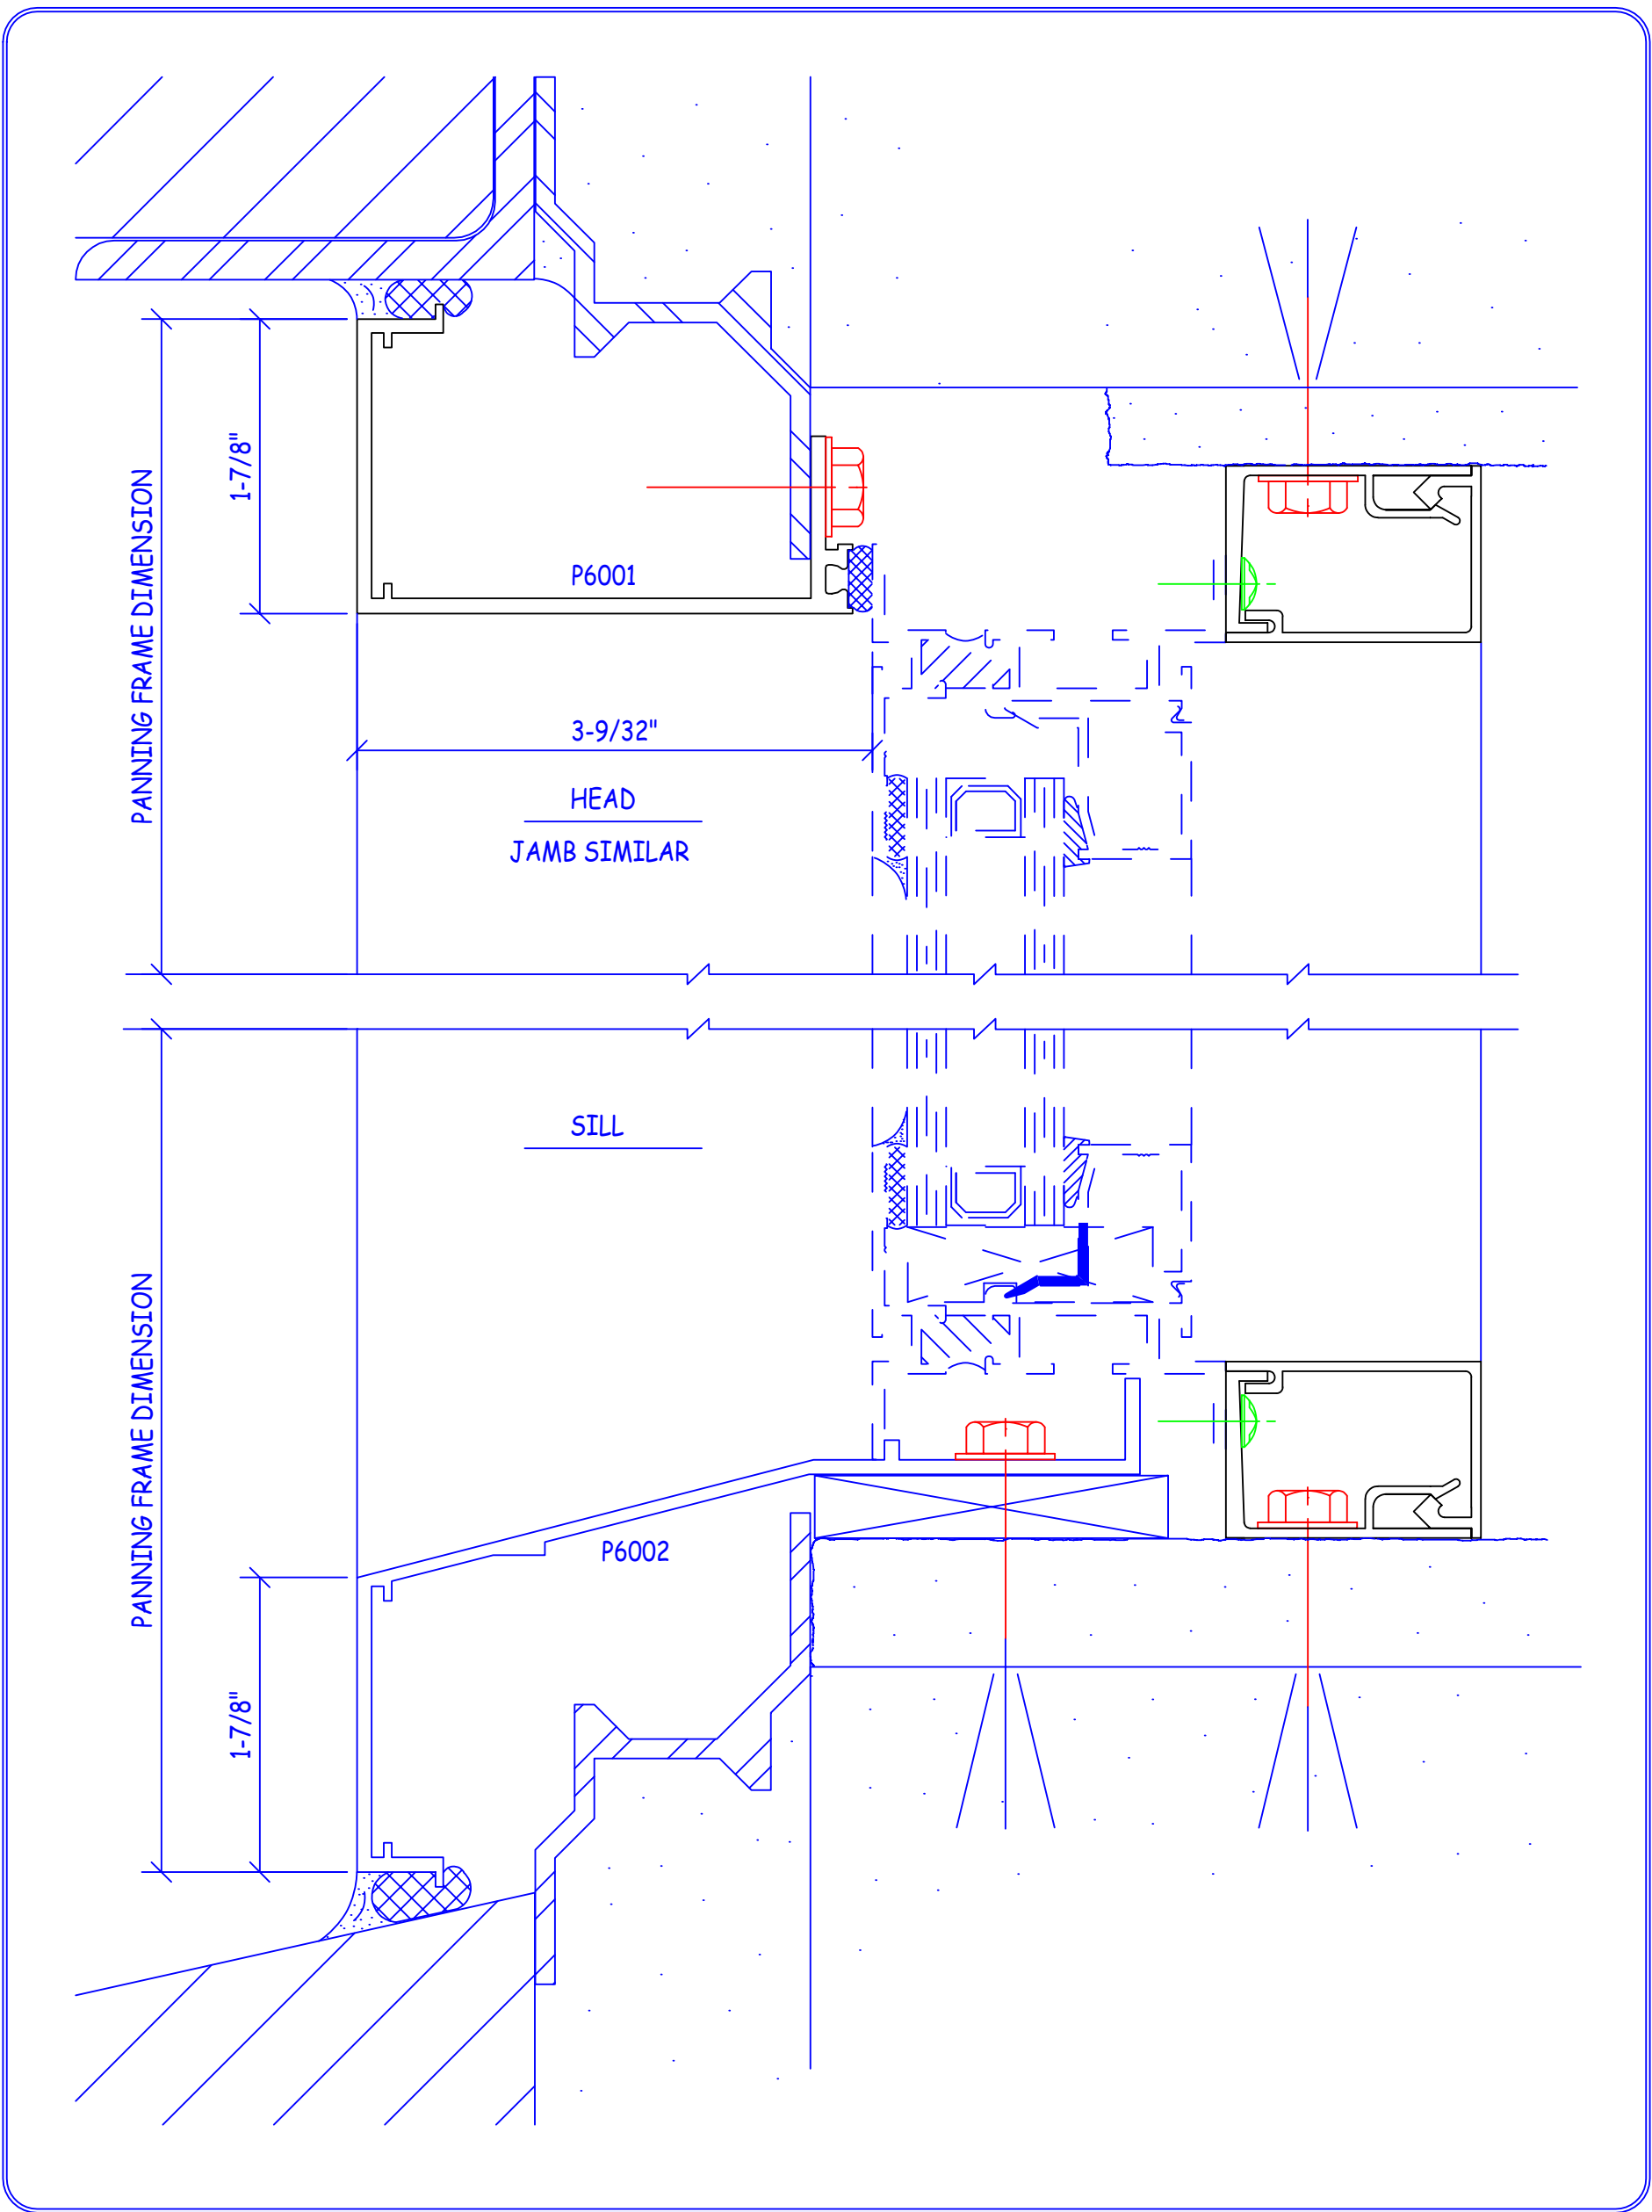 1-7/8"
PANNING FRAME DIMENSION
P6001
3-9/32"
HEAD
JAMB SIMILAR
SILL
PANNING FRAME DIMENSION
P6002
1-7/8"